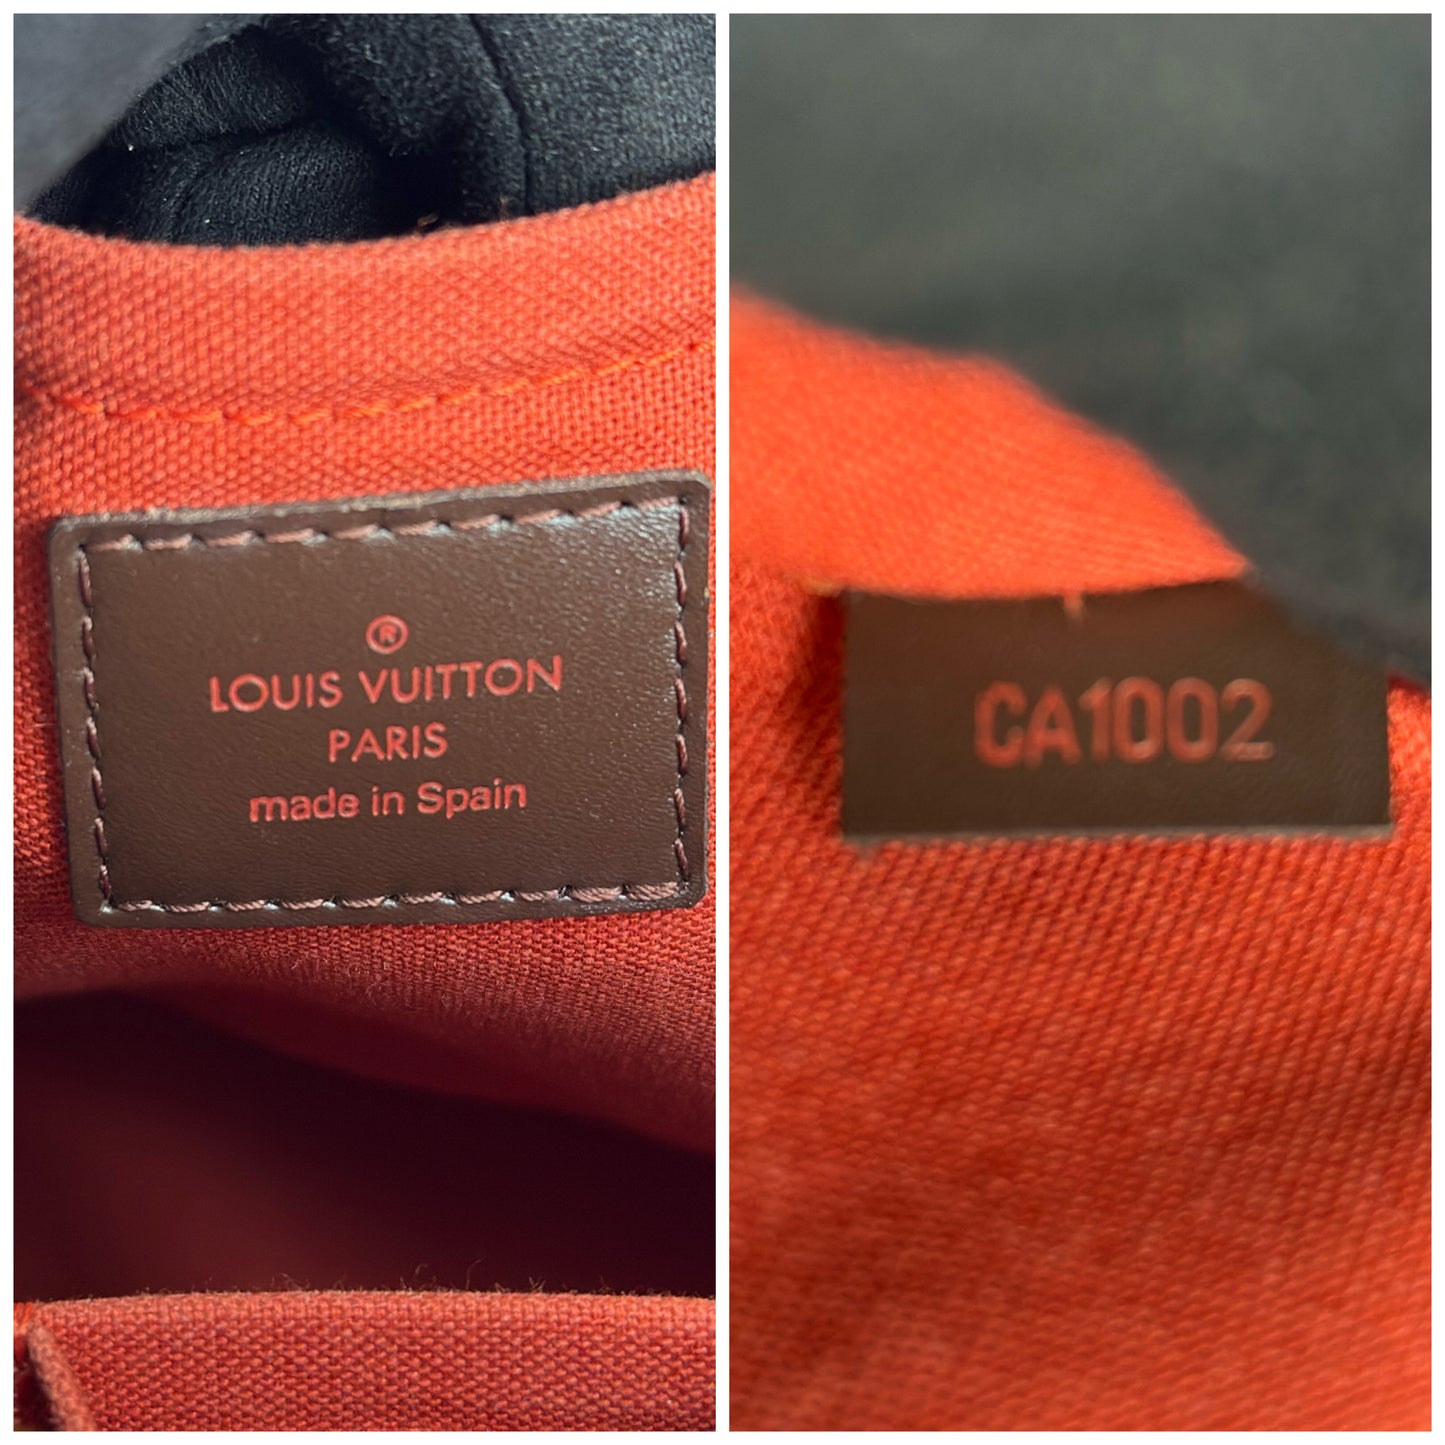 ®
LOUIS VUITTON
PARIS
made in Spain
CA1002